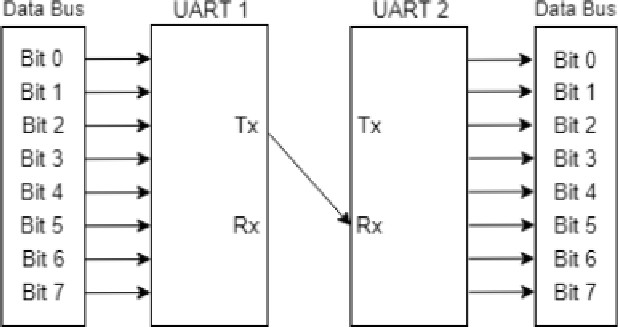 Data Bus UART 1 UART 2 Data Bus
Bit 0 Bit 0
Bit 1 Bit 1
Bit 2 Tx Tx Bit 2
Bit 3 Bit 3
Bit 4 Bit 4
Bit 5 Rx Rx Bit 5
Bit 6 Bit 6
Bit 7 Bit 7